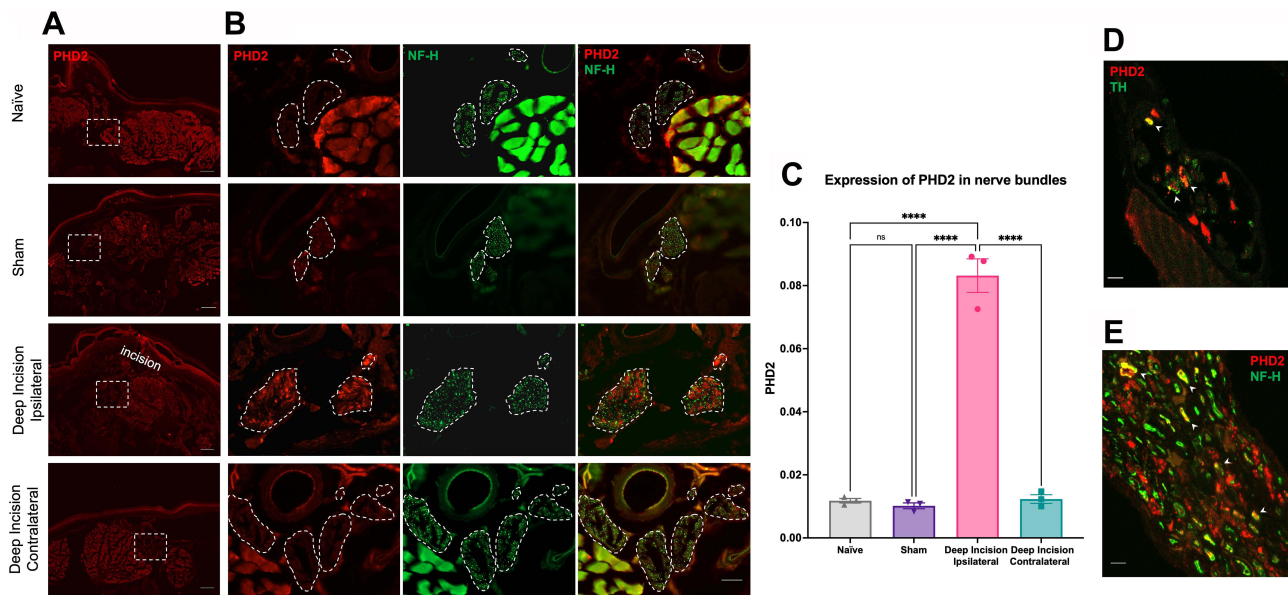 A
B
PHD2
PHD2
NF-H
PHD2
NF-H
Naïve
Sham
incision
Deep Incision
Ipsilateral
Deep Incision
Contralateral
C
Expression of PHD2 in nerve bundles
PHD2
0.10
0.08
0.06
0.04
0.02
0.00
****
ns
****
****
Naïve
Sham
Deep Incision
Ipsilateral
Deep Incision
Contralateral
D
PHD2
TH
E
PHD2
NF-H